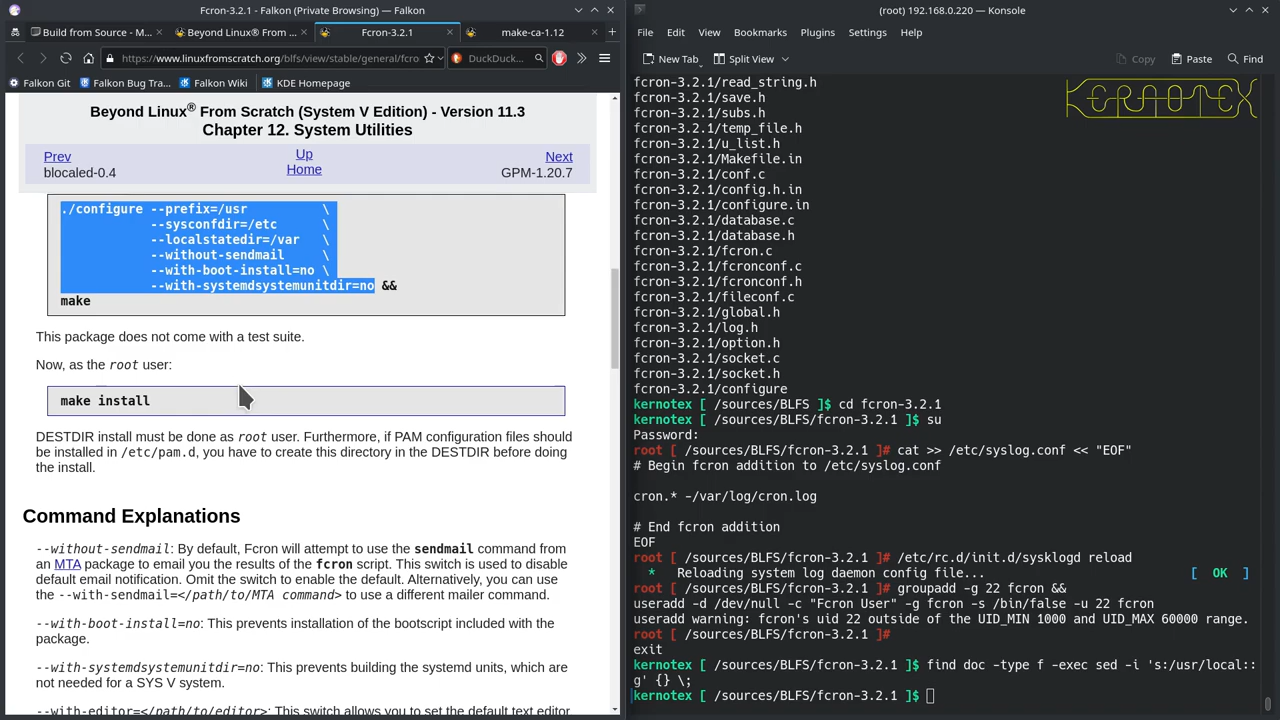 Fcron-3.2.1 - Falkon (Private Browsing) — Falkon
Build from Source - M...
Beyond Linux® From ...
Fcron-3.2.1
make-ca-1.12
https://www.linuxfromscratch.org/blfs/view/stable/general/fcro
DuckDuck...
Falkon Git
Falkon Bug Tra...
Falkon Wiki
KDE Homepage
Beyond Linux® From Scratch (System V Edition) - Version 11.3
Chapter 12. System Utilities
Prev
Up
Next
blocaled-0.4
Home
GPM-1.20.7
./configure --prefix=/usr \
--sysconfdir=/etc \
--localstatedir=/var \
--without-sendmail \
--with-boot-install=no \
--with-systemdsystemunitdir=no &&
make
This package does not come with a test suite.
Now, as the root user:
make install
DESTDIR install must be done as root user. Furthermore, if PAM configuration files should
be installed in /etc/pam.d, you have to create this directory in the DESTDIR before doing
the install.
Command Explanations
--without-sendmail: By default, Fcron will attempt to use the sendmail command from
an MTA package to email you the results of the fcron script. This switch is used to disable
default email notification. Omit the switch to enable the default. Alternatively, you can use
the --with-sendmail=</path/to/MTA command> to use a different mailer command.
--with-boot-install=no: This prevents installation of the bootscript included with the
package.
--with-systemdsystemunitdir=no: This prevents building the systemd units, which are
not needed for a SYS V system.
--with-editor=</path/to/editor>: This switch allows you to set the default text editor
(root) 192.168.0.220 — Konsole
File Edit View Bookmarks Plugins Settings Help
New Tab
Split View
Copy
Paste
Find
KERNOTEX
fcron-3.2.1/read_string.h
fcron-3.2.1/save.h
fcron-3.2.1/subs.h
fcron-3.2.1/temp_file.h
fcron-3.2.1/u_list.h
fcron-3.2.1/Makefile.in
fcron-3.2.1/conf.c
fcron-3.2.1/config.h.in
fcron-3.2.1/configure.in
fcron-3.2.1/database.c
fcron-3.2.1/database.h
fcron-3.2.1/fcron.c
fcron-3.2.1/fcronconf.c
fcron-3.2.1/fcronconf.h
fcron-3.2.1/fileconf.c
fcron-3.2.1/global.h
fcron-3.2.1/log.h
fcron-3.2.1/option.h
fcron-3.2.1/socket.c
fcron-3.2.1/socket.h
fcron-3.2.1/configure
kernotex [ /sources/BLFS ]$ cd fcron-3.2.1
kernotex [ /sources/BLFS/fcron-3.2.1 ]$ su
Password:
root [ /sources/BLFS/fcron-3.2.1 ]# cat >> /etc/syslog.conf << "EOF"
# Begin fcron addition to /etc/syslog.conf
cron.* -/var/log/cron.log
# End fcron addition
EOF
root [ /sources/BLFS/fcron-3.2.1 ]# /etc/rc.d/init.d/sysklogd reload
* Reloading system log daemon config file... [ OK ]
root [ /sources/BLFS/fcron-3.2.1 ]# groupadd -g 22 fcron &&
useradd -d /dev/null -c "Fcron User" -g fcron -s /bin/false -u 22 fcron
useradd warning: fcron's uid 22 outside of the UID_MIN 1000 and UID_MAX 60000 range.
root [ /sources/BLFS/fcron-3.2.1 ]#
exit
kernotex [ /sources/BLFS/fcron-3.2.1 ]$ find doc -type f -exec sed -i 's:/usr/local::
g' {} \;
kernotex [ /sources/BLFS/fcron-3.2.1 ]$